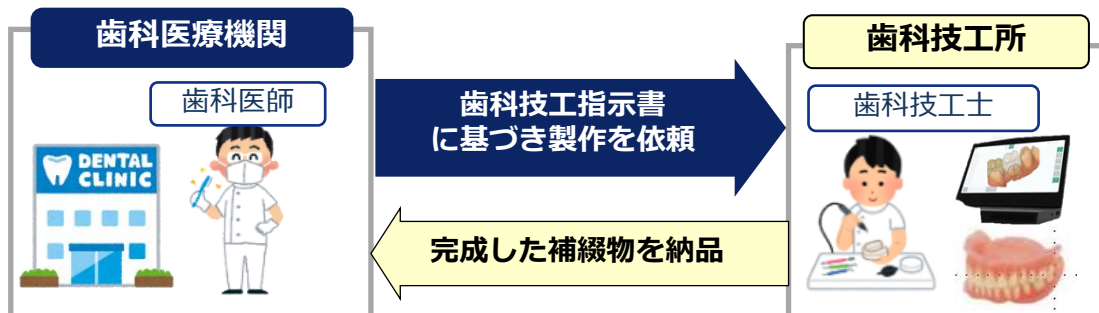 歯科医療機関
歯科医師
DENTAL
CLINIC
歯科技工指示書
に基づき製作を依頼
完成した補綴物を納品
歯科技工所
歯科技工士